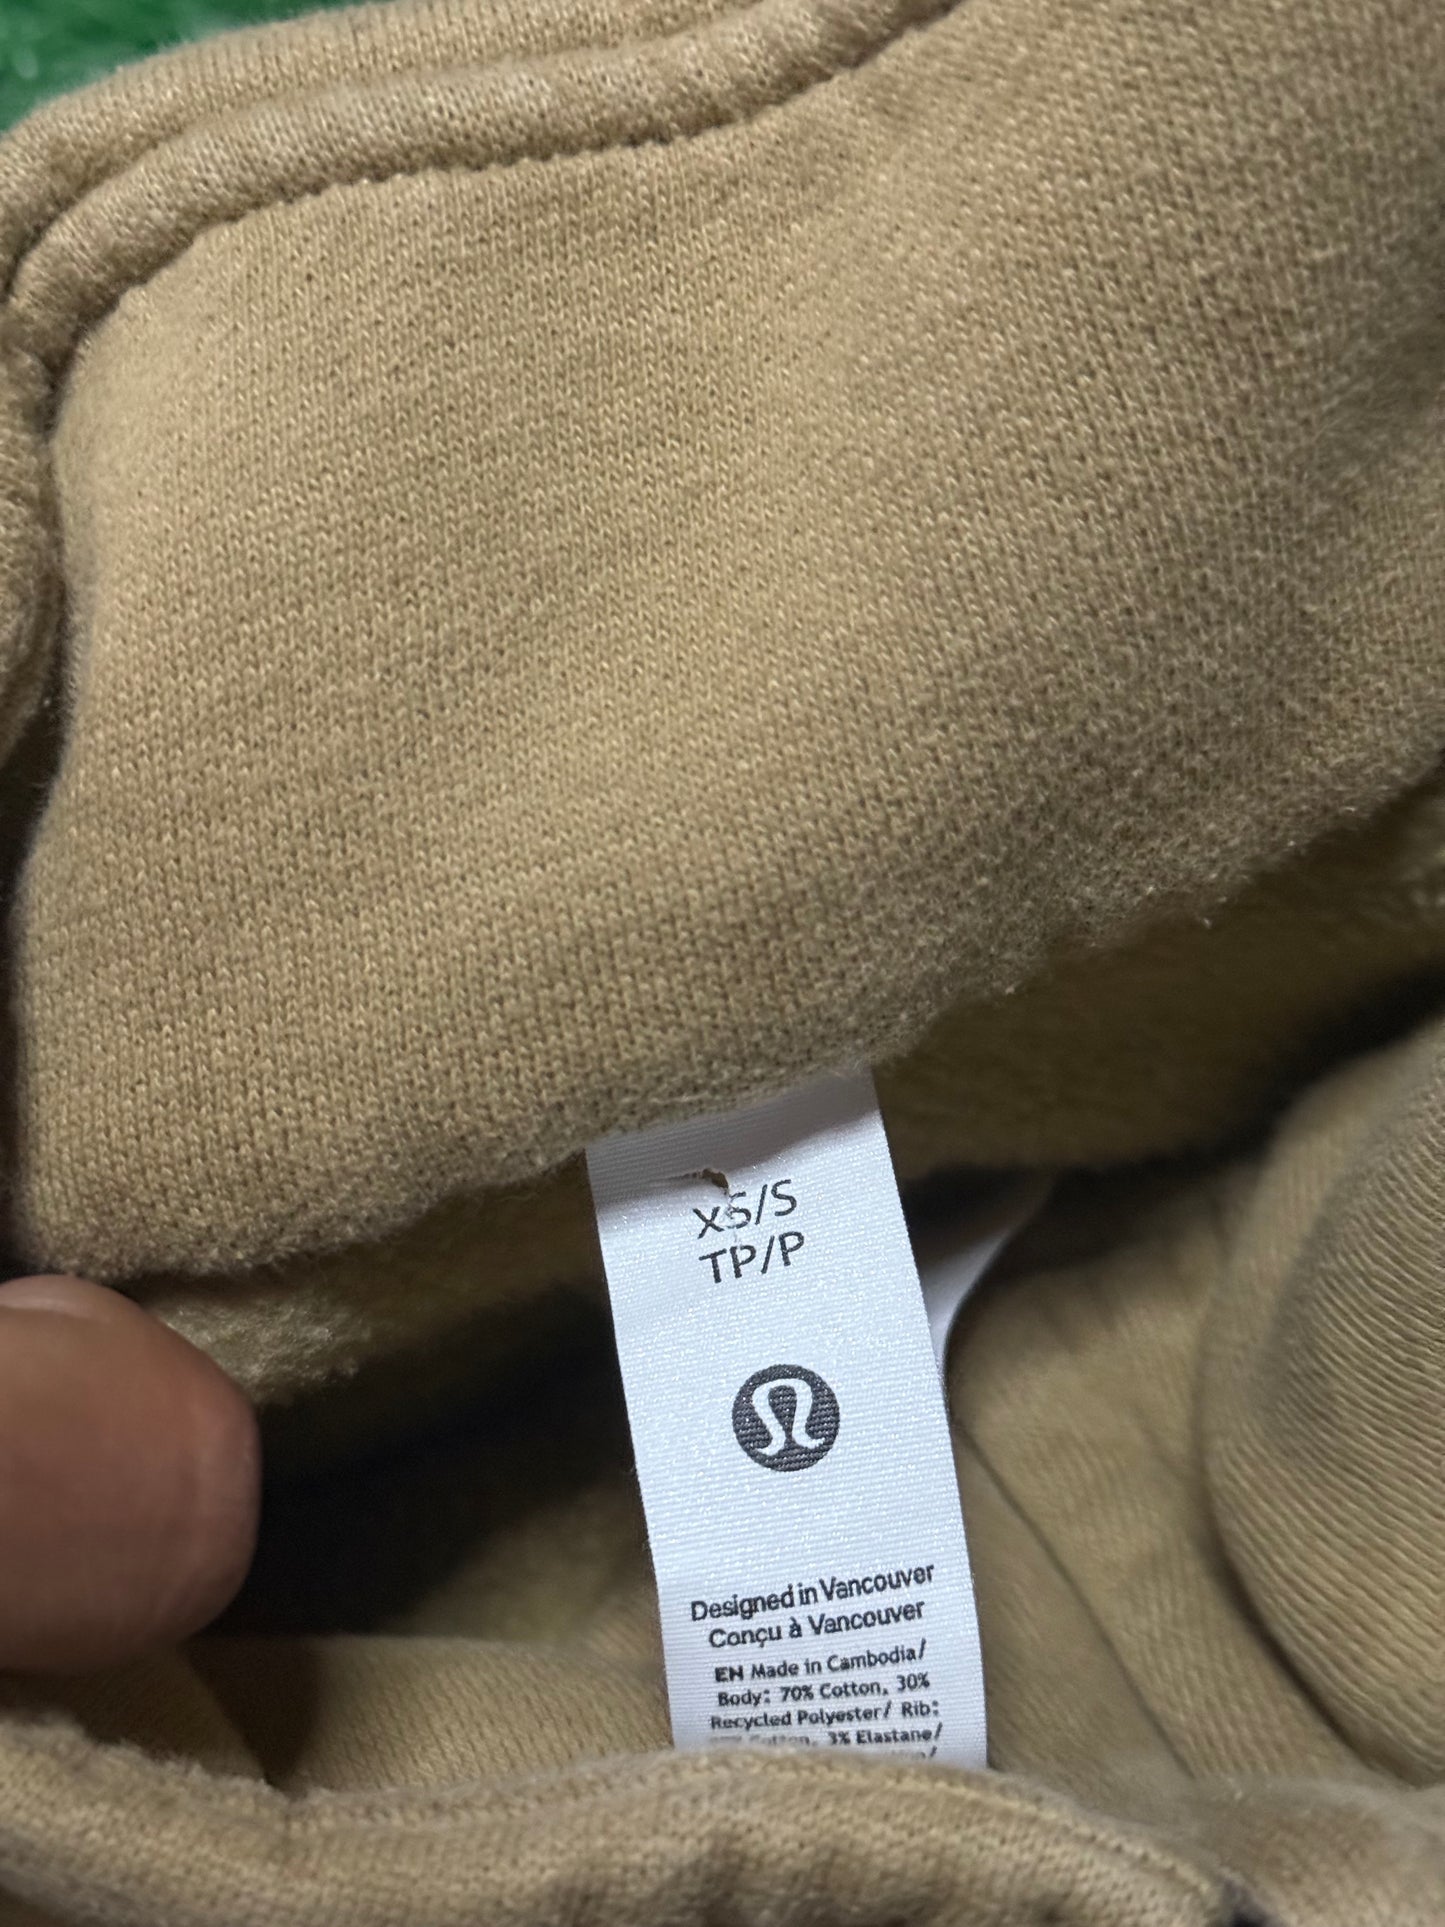 XS/S
TP/P
Designed in Vancouver
Conçu à Vancouver
EN Made in Cambodia/
Body: 70% Cotton, 30%
Recycled Polyester/ Rib:
Cotton, 3% Elastane/